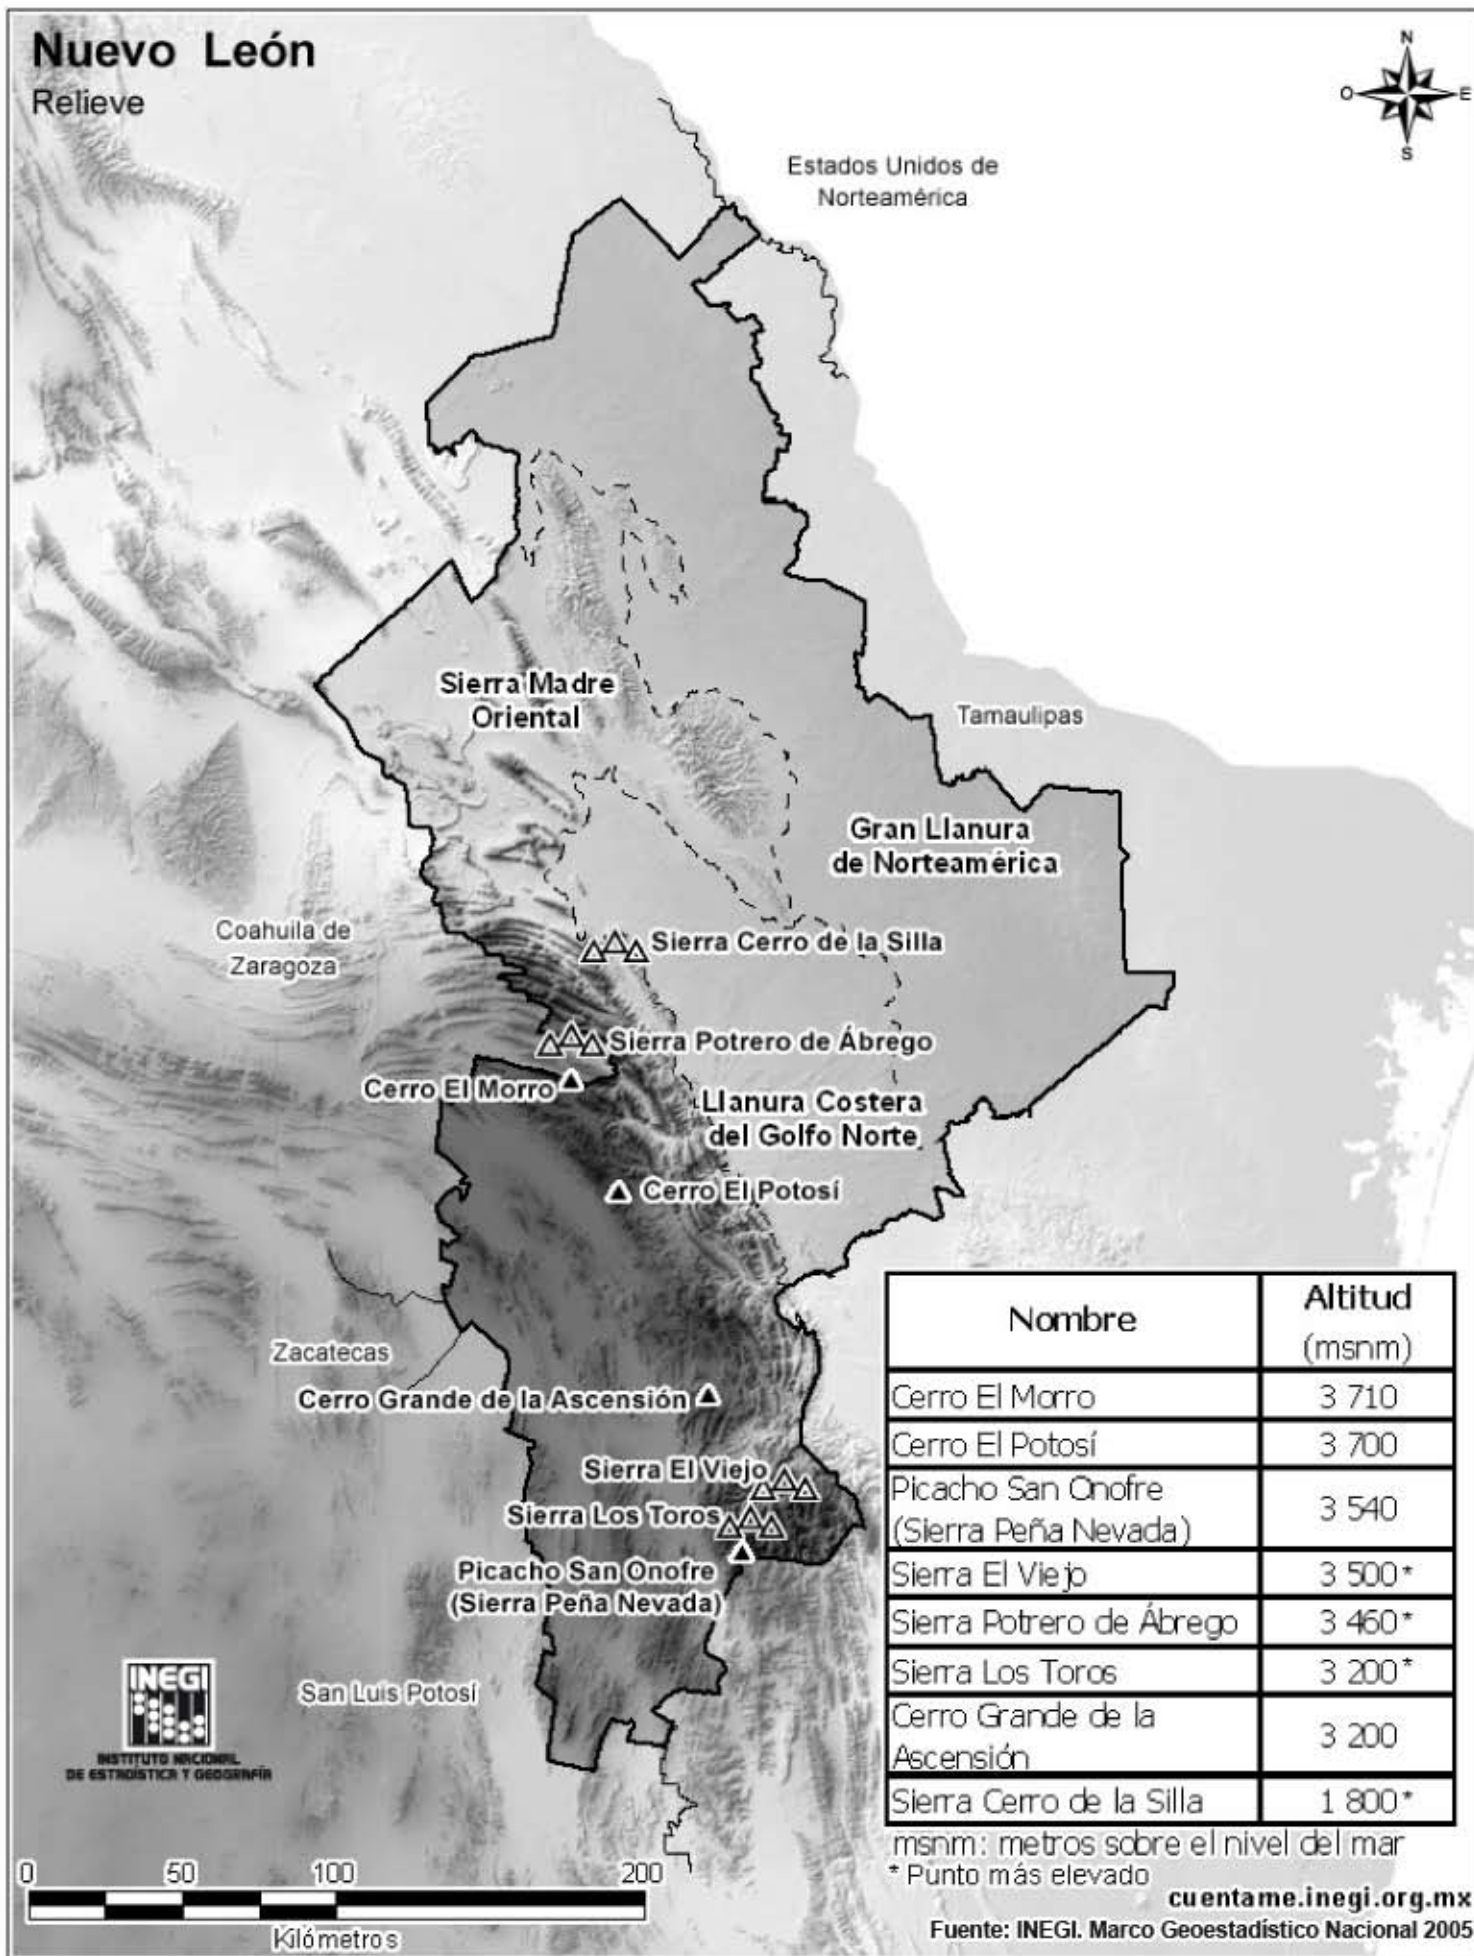 Nuevo León
Relieve
N
O
E
S
Estados Unidos de
Norteamérica
Sierra Madre
Oriental
Tamaulipas
Gran Llanura
de Norteamérica
Coahuila de
Zaragoza
Sierra Cerro de la Silla
Sierra Potrero de Ábrego
Cerro El Morro
Llanura Costera
del Golfo Norte
Cerro El Potosí
Zacatecas
Cerro Grande de la Ascensión
Sierra El Viejo
Sierra Los Toros
Picacho San Onofre
(Sierra Peña Nevada)
San Luis Potosí
Nombre Altitud
(msnm)
Cerro El Morro 3 710
Cerro El Potosí 3 700
Picacho San Onofre
(Sierra Peña Nevada) 3 540
Sierra El Viejo 3 500*
Sierra Potrero de Ábrego 3 460*
Sierra Los Toros 3 200*
Cerro Grande de la
Ascensión 3 200
Sierra Cerro de la Silla 1 800*
msnm: metros sobre el nivel del mar
* Punto más elevado
INEGI
INSTITUTO NACIONAL
DE ESTADÍSTICA Y GEOGRAFÍA
0 50 100 200
Kilómetros
cuentame.inegi.org.mx
Fuente: INEGI. Marco Geoestadístico Nacional 2005